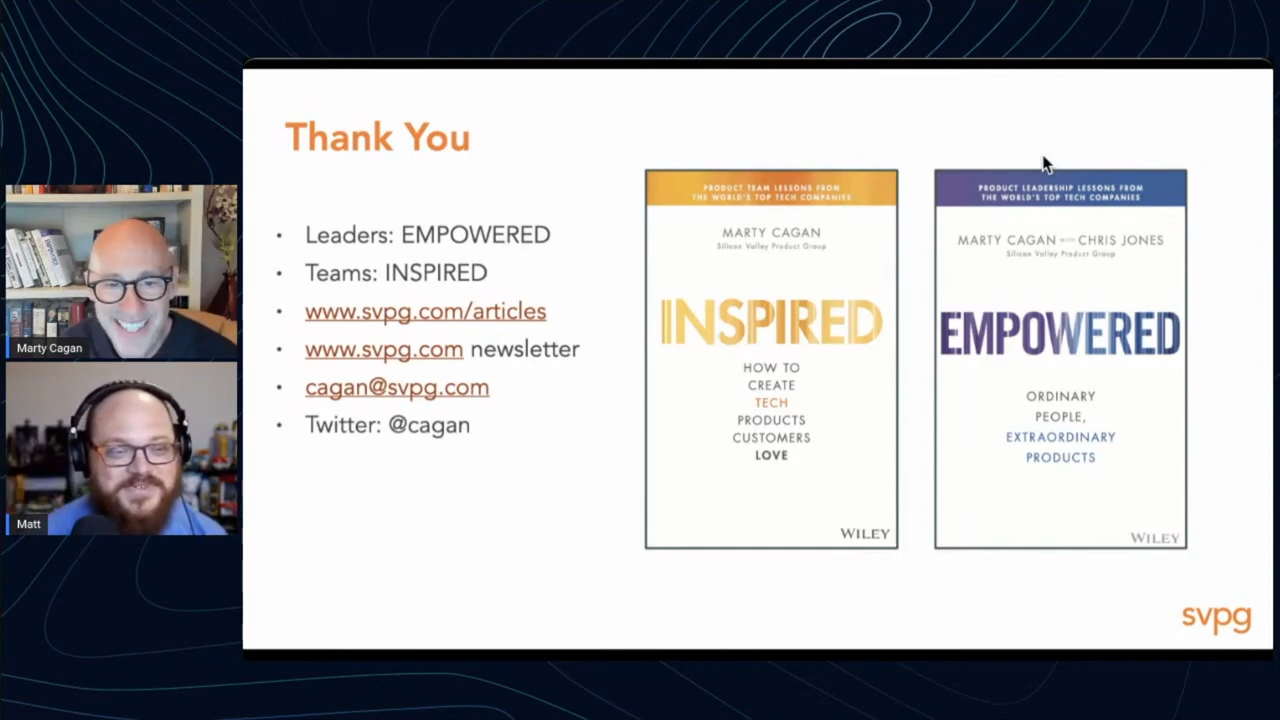 Thank You
• Leaders: EMPOWERED
• Teams: INSPIRED
• www.svpg.com/articles
• www.svpg.com newsletter
• cagan@svpg.com
• Twitter: @cagan
PRODUCT TEAM LESSONS FROM
THE WORLD'S TOP TECH COMPANIES
MARTY CAGAN
Silicon Valley Product Group
INSPIRED
HOW TO
CREATE
TECH
PRODUCTS
CUSTOMERS
LOVE
WILEY
PRODUCT LEADERSHIP LESSONS FROM
THE WORLD'S TOP TECH COMPANIES
MARTY CAGAN WITH CHRIS JONES
Silicon Valley Product Group
EMPOWERED
ORDINARY
PEOPLE,
EXTRAORDINARY
PRODUCTS
WILEY
svpg
Marty Cagan
Matt